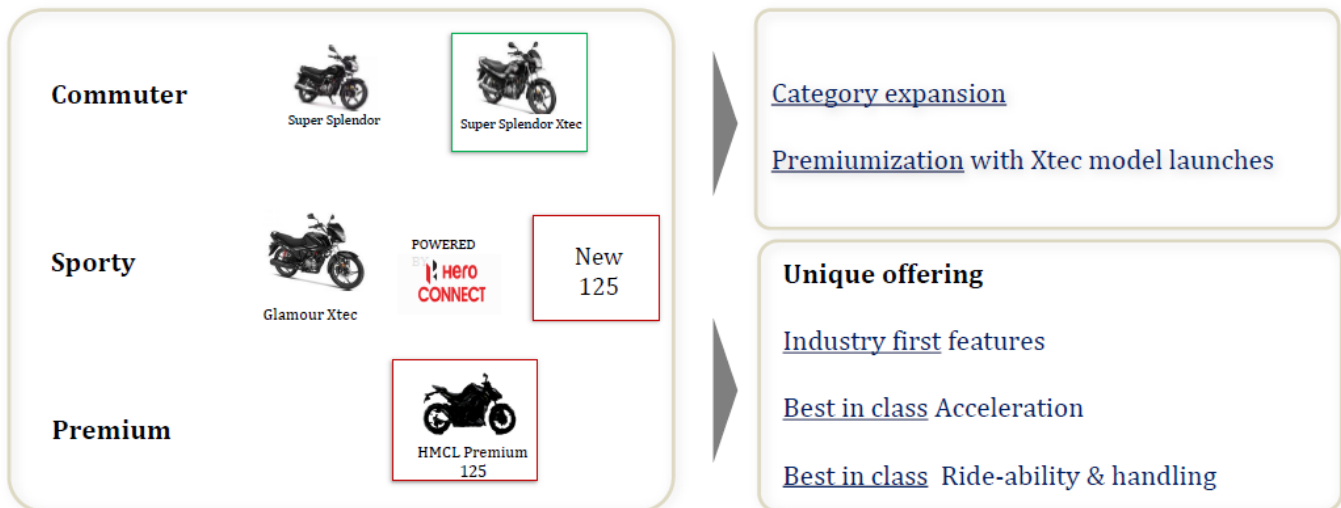 Commuter
Super Splendor
Super Splendor Xtec
Sporty
Glamour Xtec
POWERED
BY
Hero
CONNECT
New
125
Premium
HMCL Premium
125
Category expansion
Premiumization with Xtec model launches
Unique offering
Industry first features
Best in class Acceleration
Best in class Ride-ability & handling